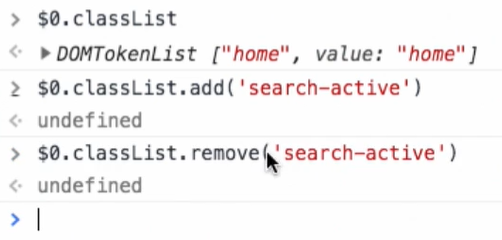 > $0.classList
<· ▶ DOMTokenList ["home", value: "home"]
> $0.classList.add('search-active')
<· undefined
> $0.classList.remove('search-active')
<· undefined
>